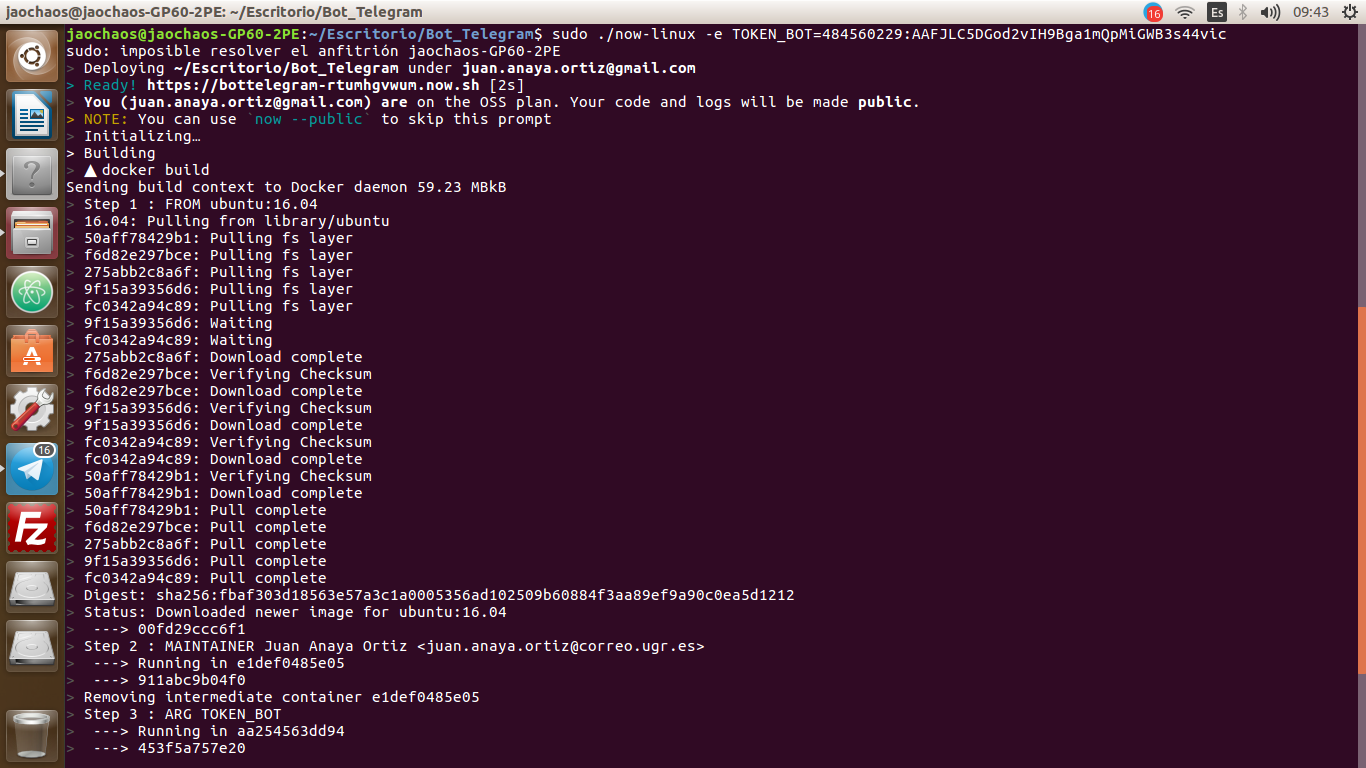 jaochaos@jaochaos-GP60-2PE: ~/Escritorio/Bot_Telegram
16 Es 09:43
jaochaos@jaochaos-GP60-2PE:~/Escritorio/Bot_Telegram$ sudo ./now-linux -e TOKEN_BOT=484560229:AAFJLC5DGod2vIH9Bga1mQpMiGWB3s44vic
sudo: imposible resolver el anfitrión jaochaos-GP60-2PE
> Deploying ~/Escritorio/Bot_Telegram under juan.anaya.ortiz@gmail.com
> Ready! https://bottelegram-rtumhgvwum.now.sh [2s]
> You (juan.anaya.ortiz@gmail.com) are on the OSS plan. Your code and logs will be made public.
> NOTE: You can use `now --public` to skip this prompt
> Initializing…
> Building
> ▲ docker build
Sending build context to Docker daemon 59.23 MBkB
> Step 1 : FROM ubuntu:16.04
> 16.04: Pulling from library/ubuntu
> 50aff78429b1: Pulling fs layer
> f6d82e297bce: Pulling fs layer
> 275abb2c8a6f: Pulling fs layer
> 9f15a39356d6: Pulling fs layer
> fc0342a94c89: Pulling fs layer
> 9f15a39356d6: Waiting
> fc0342a94c89: Waiting
> 275abb2c8a6f: Download complete
> f6d82e297bce: Verifying Checksum
> f6d82e297bce: Download complete
> 9f15a39356d6: Verifying Checksum
> 9f15a39356d6: Download complete
> fc0342a94c89: Verifying Checksum
> fc0342a94c89: Download complete
> 50aff78429b1: Verifying Checksum
> 50aff78429b1: Download complete
> 50aff78429b1: Pull complete
> f6d82e297bce: Pull complete
> 275abb2c8a6f: Pull complete
> 9f15a39356d6: Pull complete
> fc0342a94c89: Pull complete
> Digest: sha256:fbaf303d18563e57a3c1a0005356ad102509b60884f3aa89ef9a90c0ea5d1212
> Status: Downloaded newer image for ubuntu:16.04
>  ---> 00fd29ccc6f1
> Step 2 : MAINTAINER Juan Anaya Ortiz <juan.anaya.ortiz@correo.ugr.es>
>  ---> Running in e1def0485e05
>  ---> 911abc9b04f0
> Removing intermediate container e1def0485e05
> Step 3 : ARG TOKEN_BOT
>  ---> Running in aa254563dd94
>  ---> 453f5a757e20
?
A
16
Fz